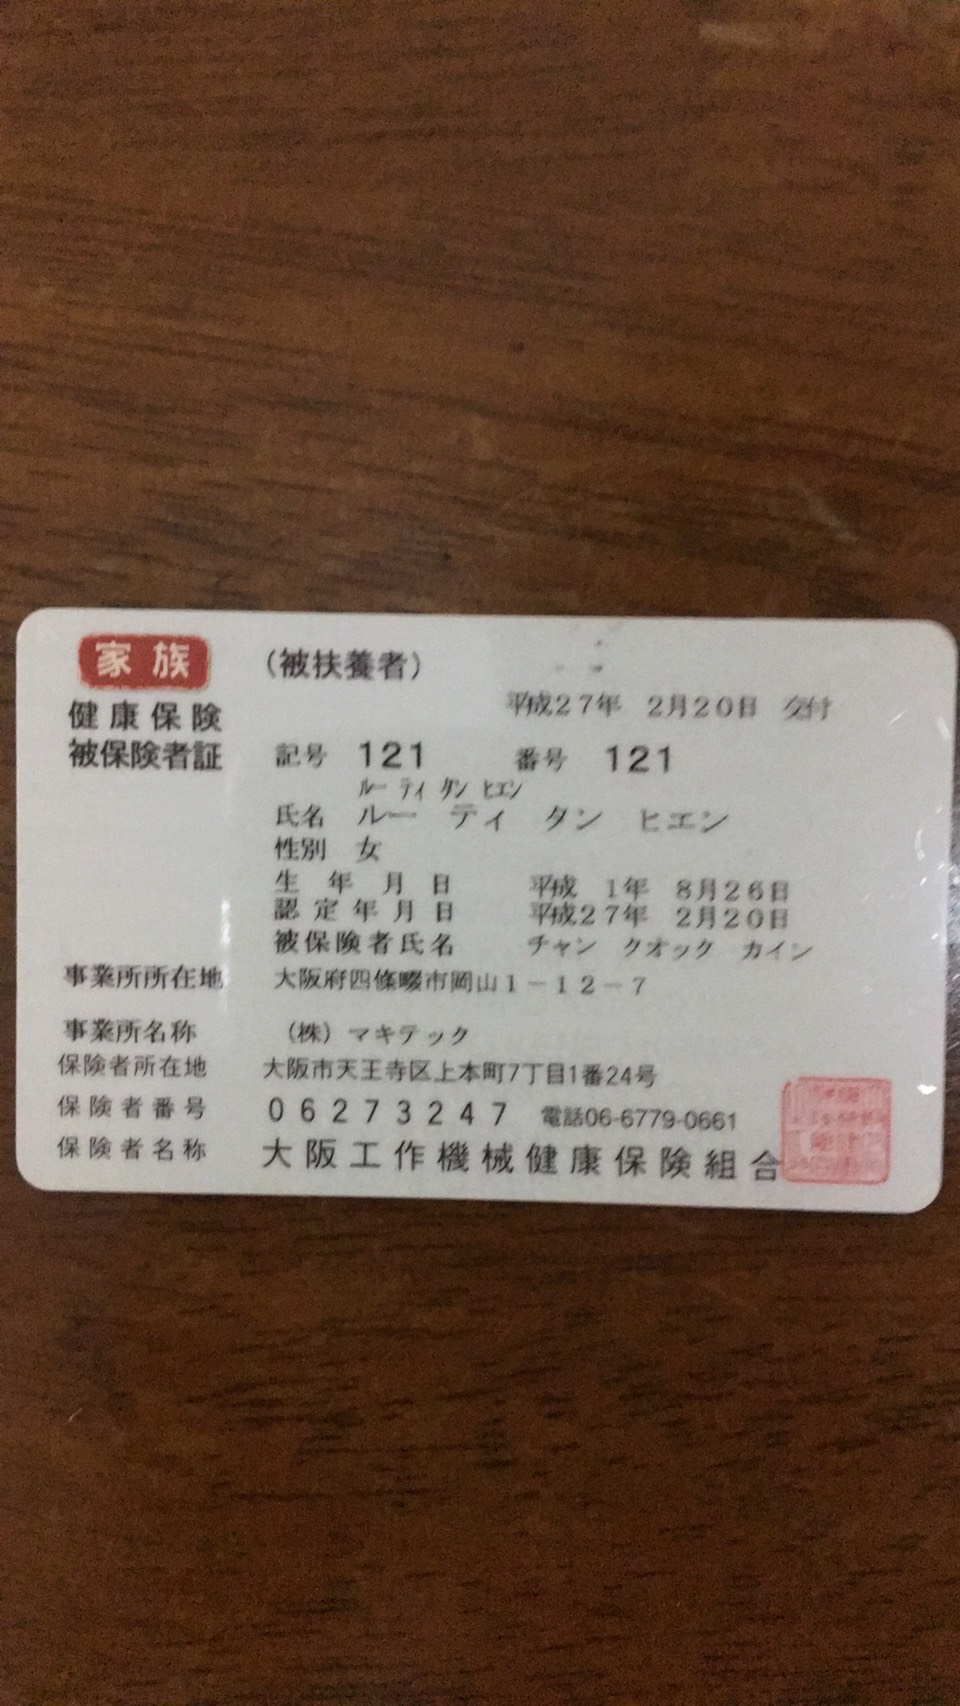 家族 (被扶養者)
平成27年 2月20日 交付
健康保険
被保険者証
記号 121 番号 121
ルー ティ タン ヒエン
氏名 ルー ティ タン ヒエン
性別 女
生年月日 平成 1年 8月26日
認定年月日 平成27年 2月20日
被保険者氏名 チャン クオック カイン
事業所所在地 大阪府四條畷市岡山1-12-7
事業所名称 (株)マキテック
保険者所在地 大阪市天王寺区上本町7丁目1番24号
保険者番号 06273247 電話06-6779-0661
保険者名称 大阪工作機械健康保険組合